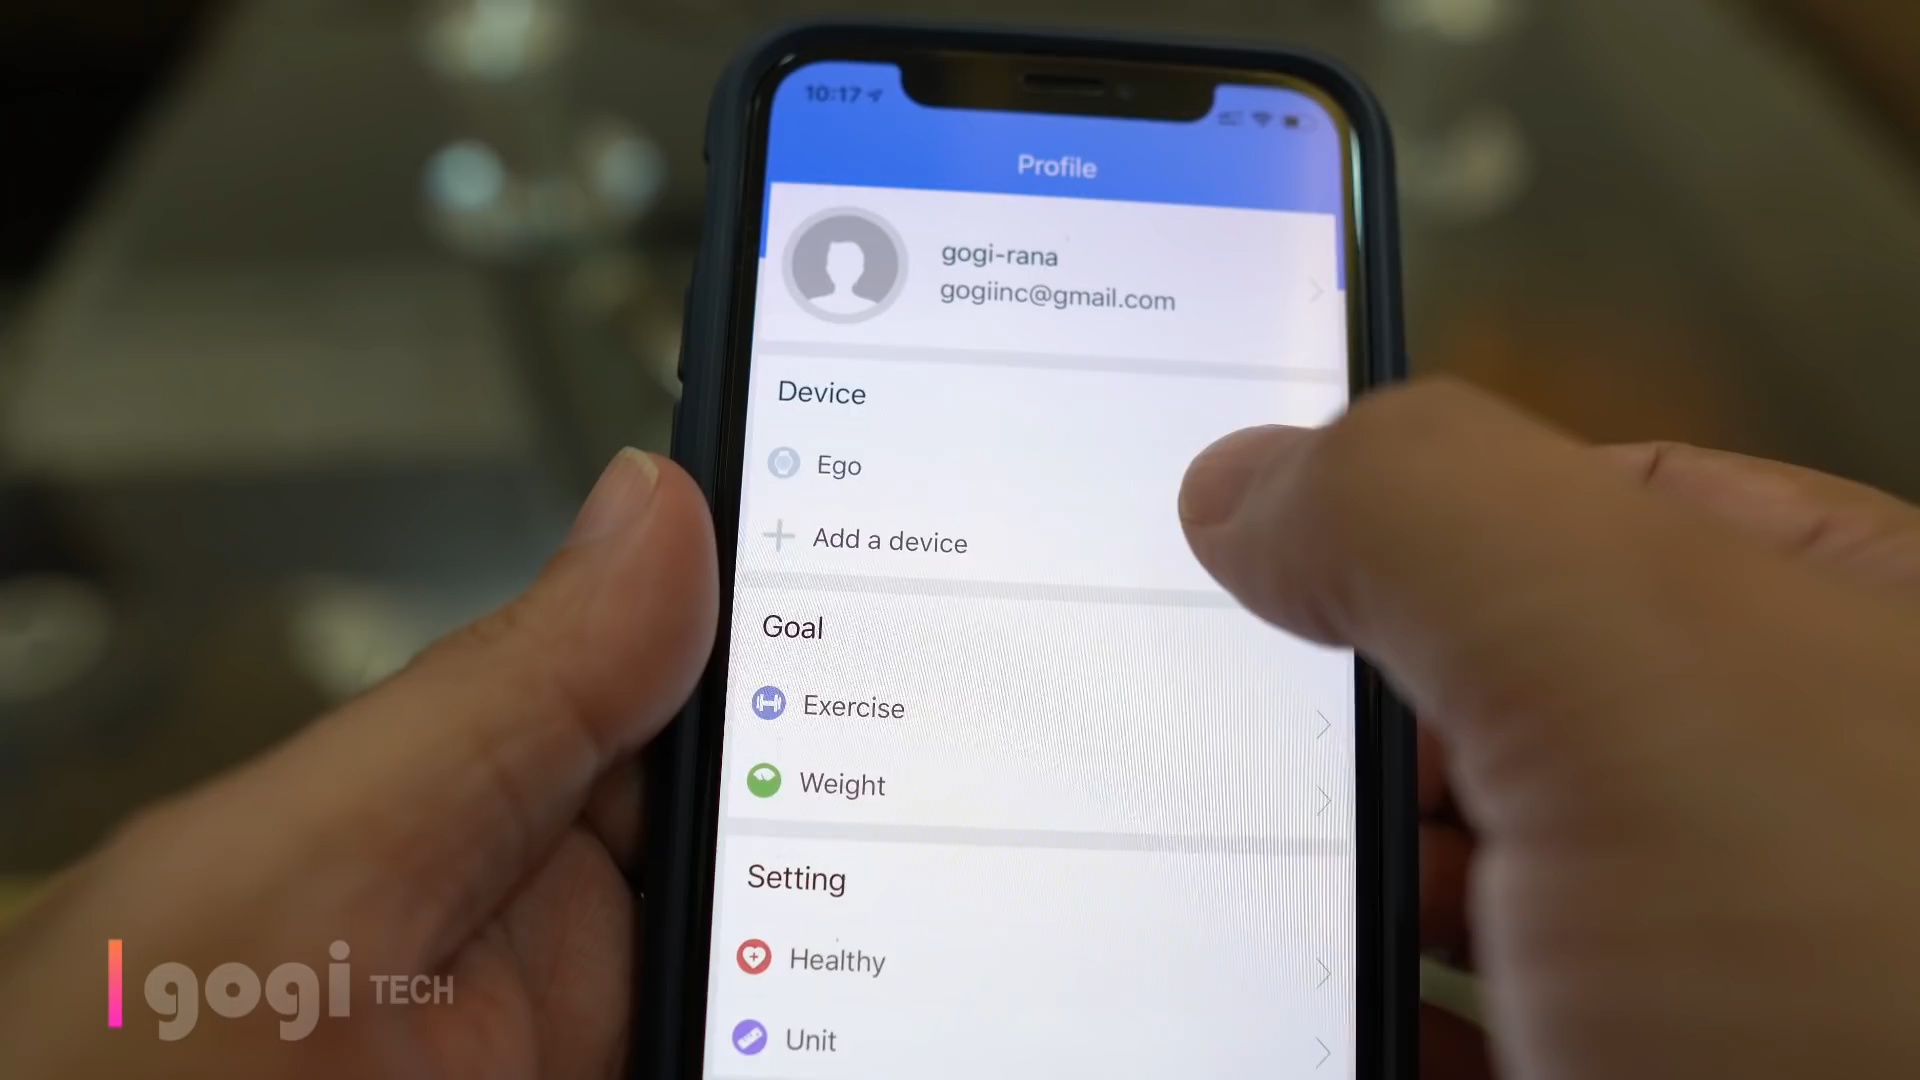 10:17
Profile
gogi-rana
gogiinc@gmail.com
Device
Ego
Add a device
Goal
Exercise
Weight
Setting
Healthy
Unit
gogi TECH